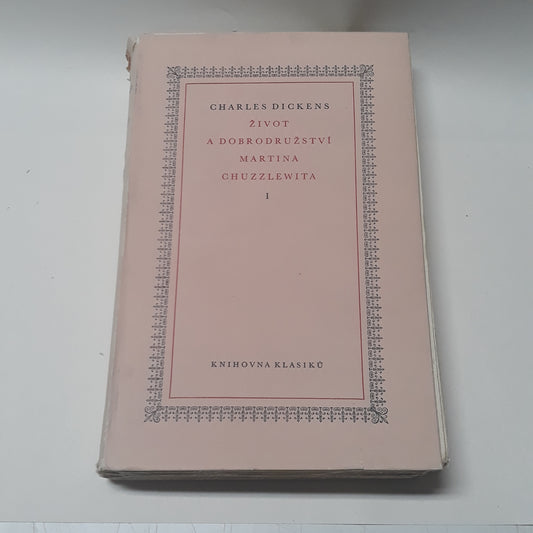 CHARLES DICKENS
ŽIVOT
A DOBRODRUŽSTVÍ
MARTINA
CHUZZLEWITA
I
KNIHOVNA KLASIKŮ